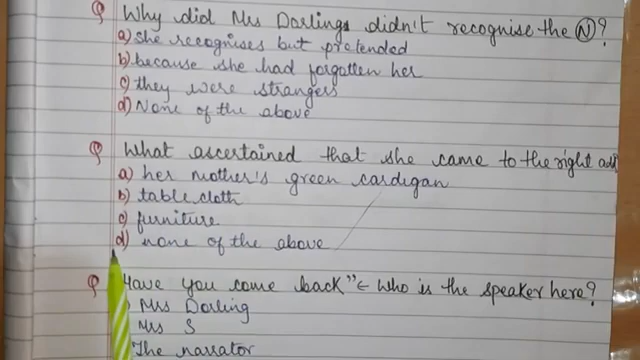 Q Why did Mrs Dorlings didn't recognise the (N)?
a) She recognises but pretended
b) because she had forgotten her
c) they were strangers
d) None of the above
Q What ascertained that she came to the right
a) her mother's green cardigan
b) table cloth
c) furniture
d) none of the above
Q Have you come back" ← Who is the speaker here?
Mrs Dorling
Mrs S
The narrator